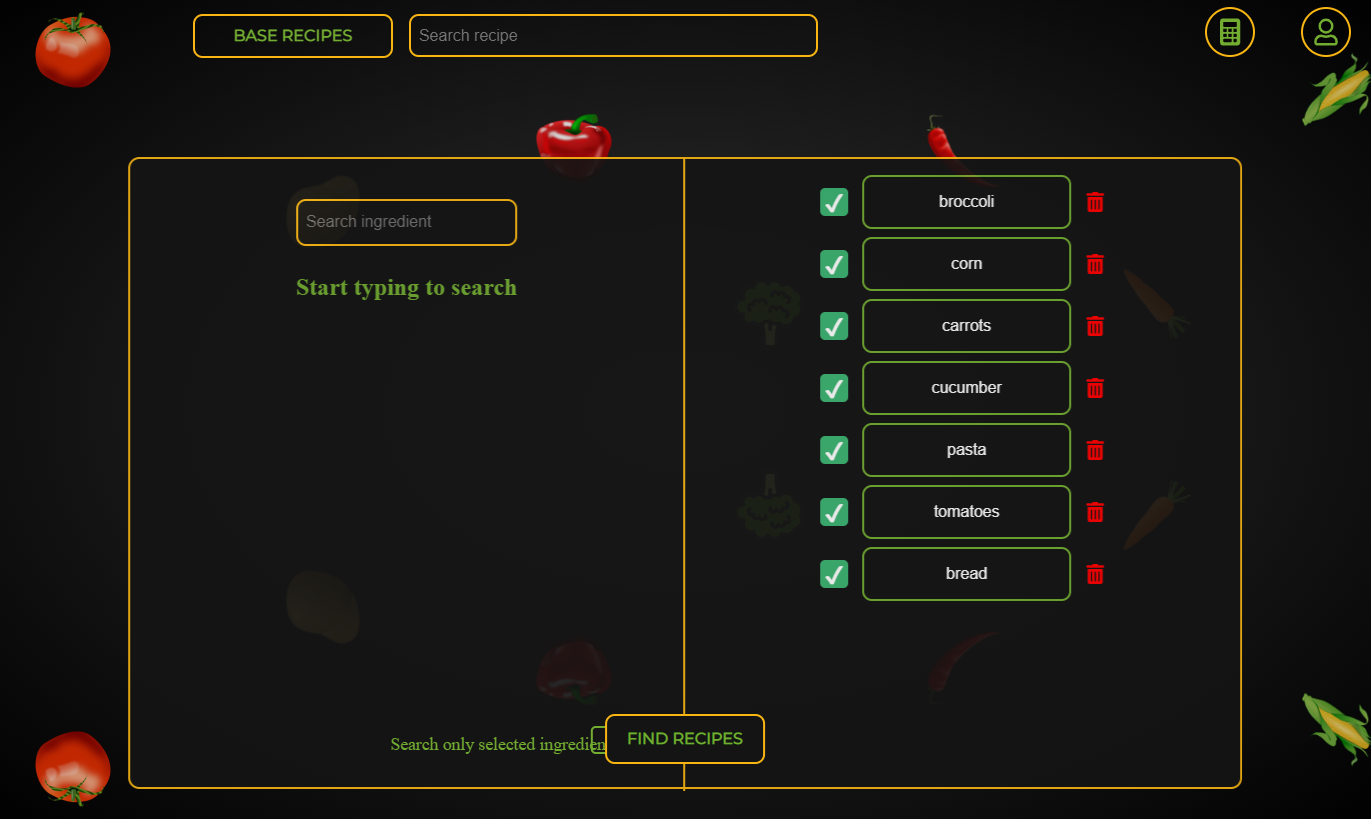 BASE RECIPES
Search recipe
Search ingredient
Start typing to search
broccoli
corn
carrots
cucumber
pasta
tomatoes
bread
Search only selected
FIND RECIPES